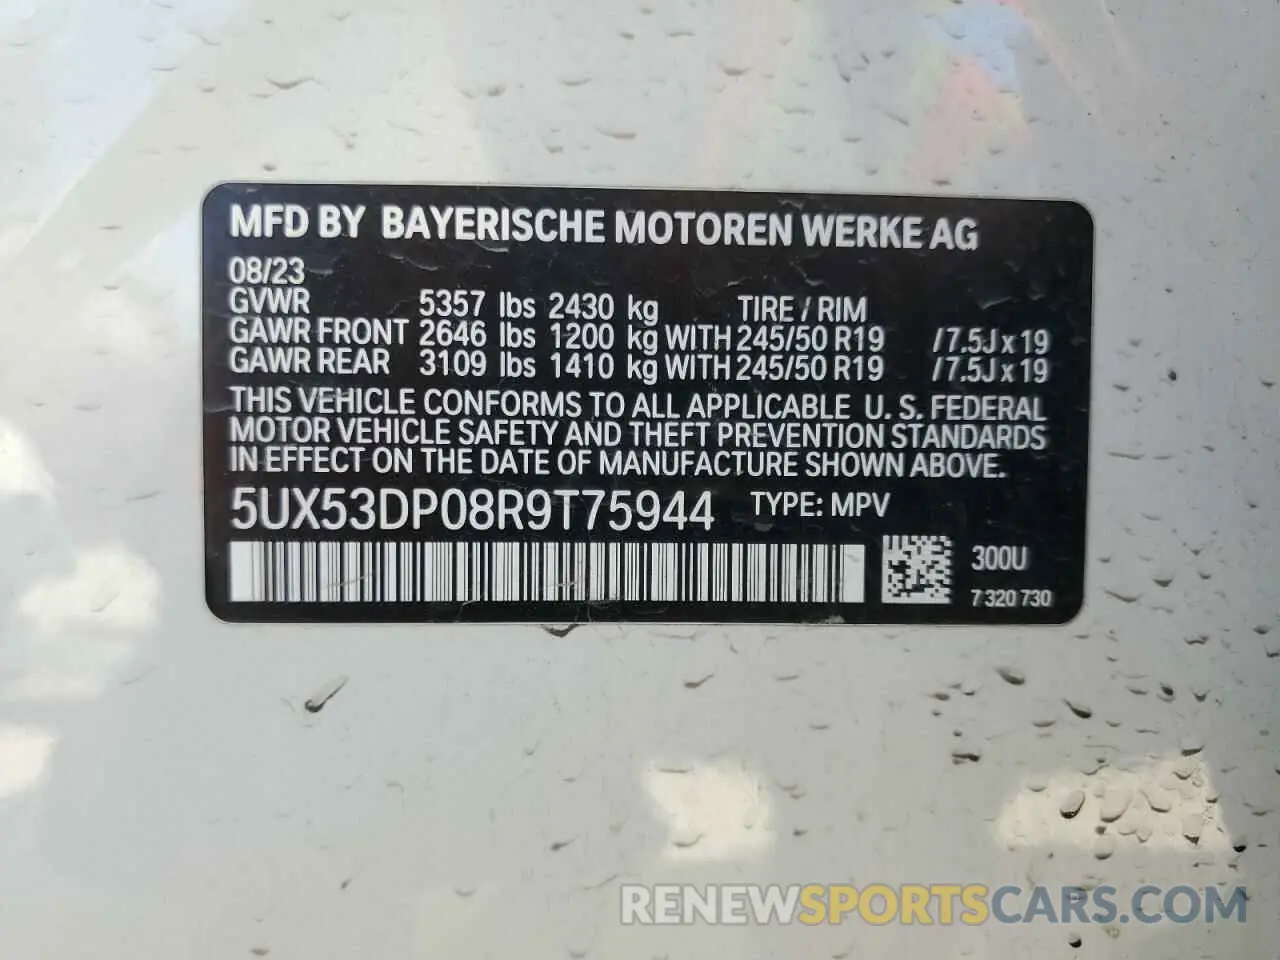 MFD BY BAYERISCHE MOTOREN WERKE AG
08/23
GVWR 5357 lbs 2430 kg TIRE / RIM
GAWR FRONT 2646 lbs 1200 kg WITH 245/50 R19 /7.5J x 19
GAWR REAR 3109 lbs 1410 kg WITH 245/50 R19 /7.5J x 19
THIS VEHICLE CONFORMS TO ALL APPLICABLE U. S. FEDERAL
MOTOR VEHICLE SAFETY AND THEFT PREVENTION STANDARDS
IN EFFECT ON THE DATE OF MANUFACTURE SHOWN ABOVE.
5UX53DP08R9T75944 TYPE: MPV
300U
7 320 730
RENEWSPORTSCARS.COM